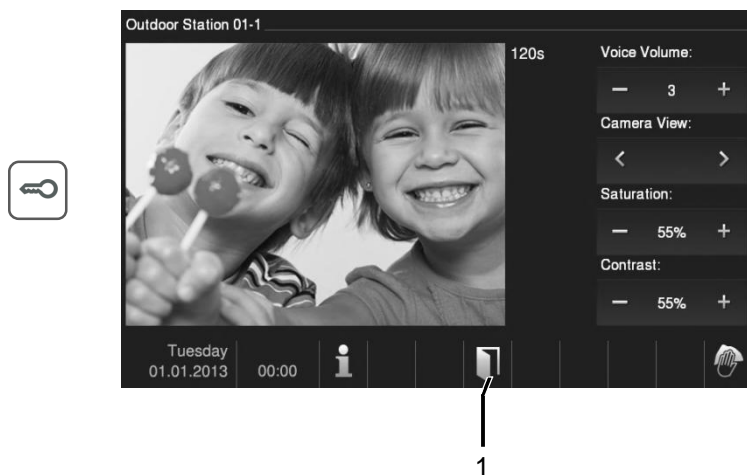 Outdoor Station 01-1
120s
Voice Volume:
— 3 +
Camera View:
< >
Saturation:
— 55% +
Contrast:
— 55% +
Tuesday
01.01.2013 00:00
1